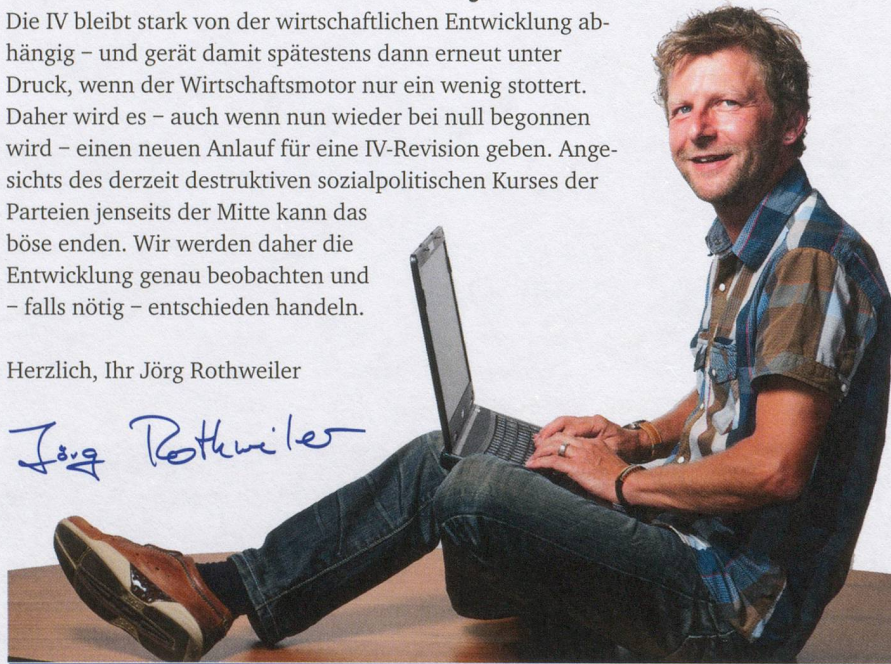 Die IV bleibt stark von der wirtschaftlichen Entwicklung ab-
hängig – und gerät damit spätestens dann erneut unter
Druck, wenn der Wirtschaftsmotor nur ein wenig stottert.
Daher wird es – auch wenn nun wieder bei null begonnen
wird – einen neuen Anlauf für eine IV-Revision geben. Ange-
sichts des derzeit destruktiven sozialpolitischen Kurses der
Parteien jenseits der Mitte kann das
böse enden. Wir werden daher die
Entwicklung genau beobachten und
– falls nötig – entschieden handeln.
Herzlich, Ihr Jörg Rothweiler
Jörg Rothweiler